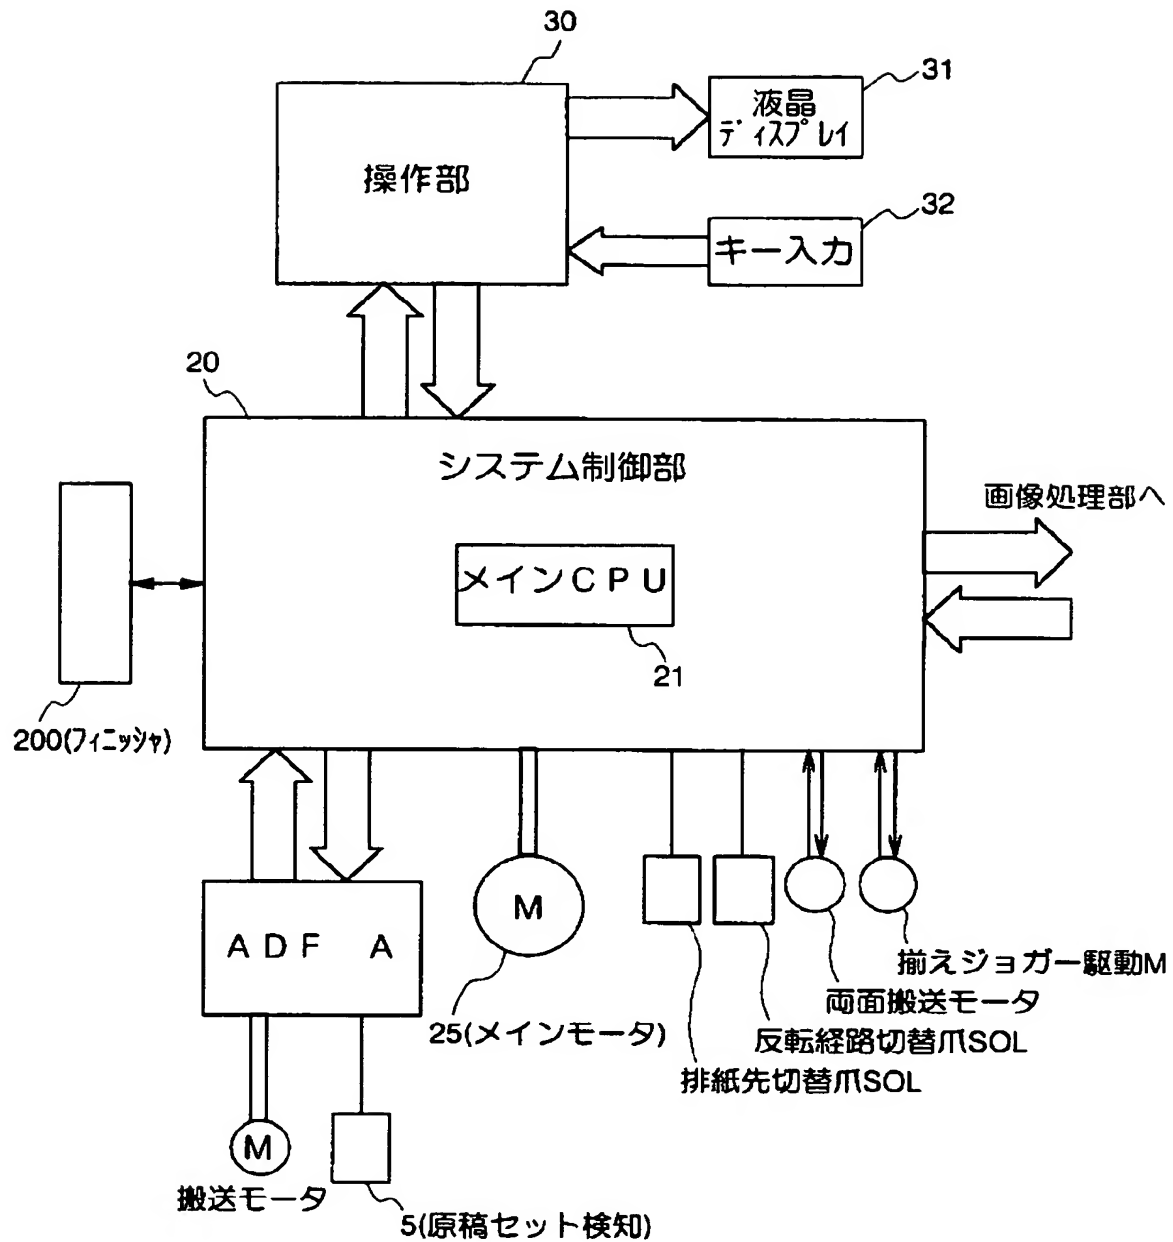 30
31
液晶
ディスプレイ
操作部
32
キー入力
20
システム制御部
画像処理部へ
メインCPU
21
200(フィニッシャ)
ADF A
M
揃えジョガー駆動M
両面搬送モータ
25(メインモータ)
反転経路切替爪SOL
排紙先切替爪SOL
M
搬送モータ
5(原稿セット検知)